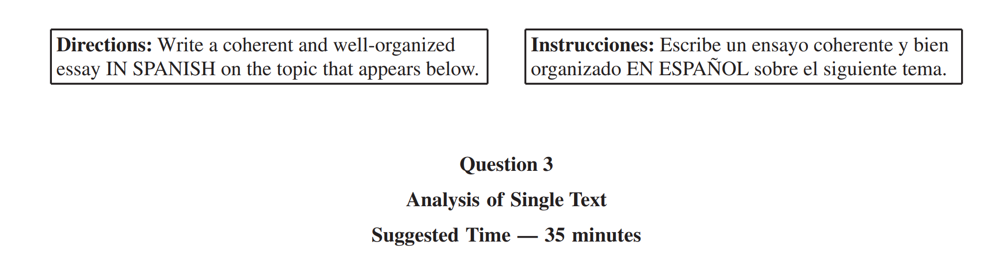 Directions: Write a coherent and well-organized
essay IN SPANISH on the topic that appears below.
Instrucciones: Escribe un ensayo coherente y bien
organizado EN ESPAÑOL sobre el siguiente tema.
Question 3
Analysis of Single Text
Suggested Time — 35 minutes